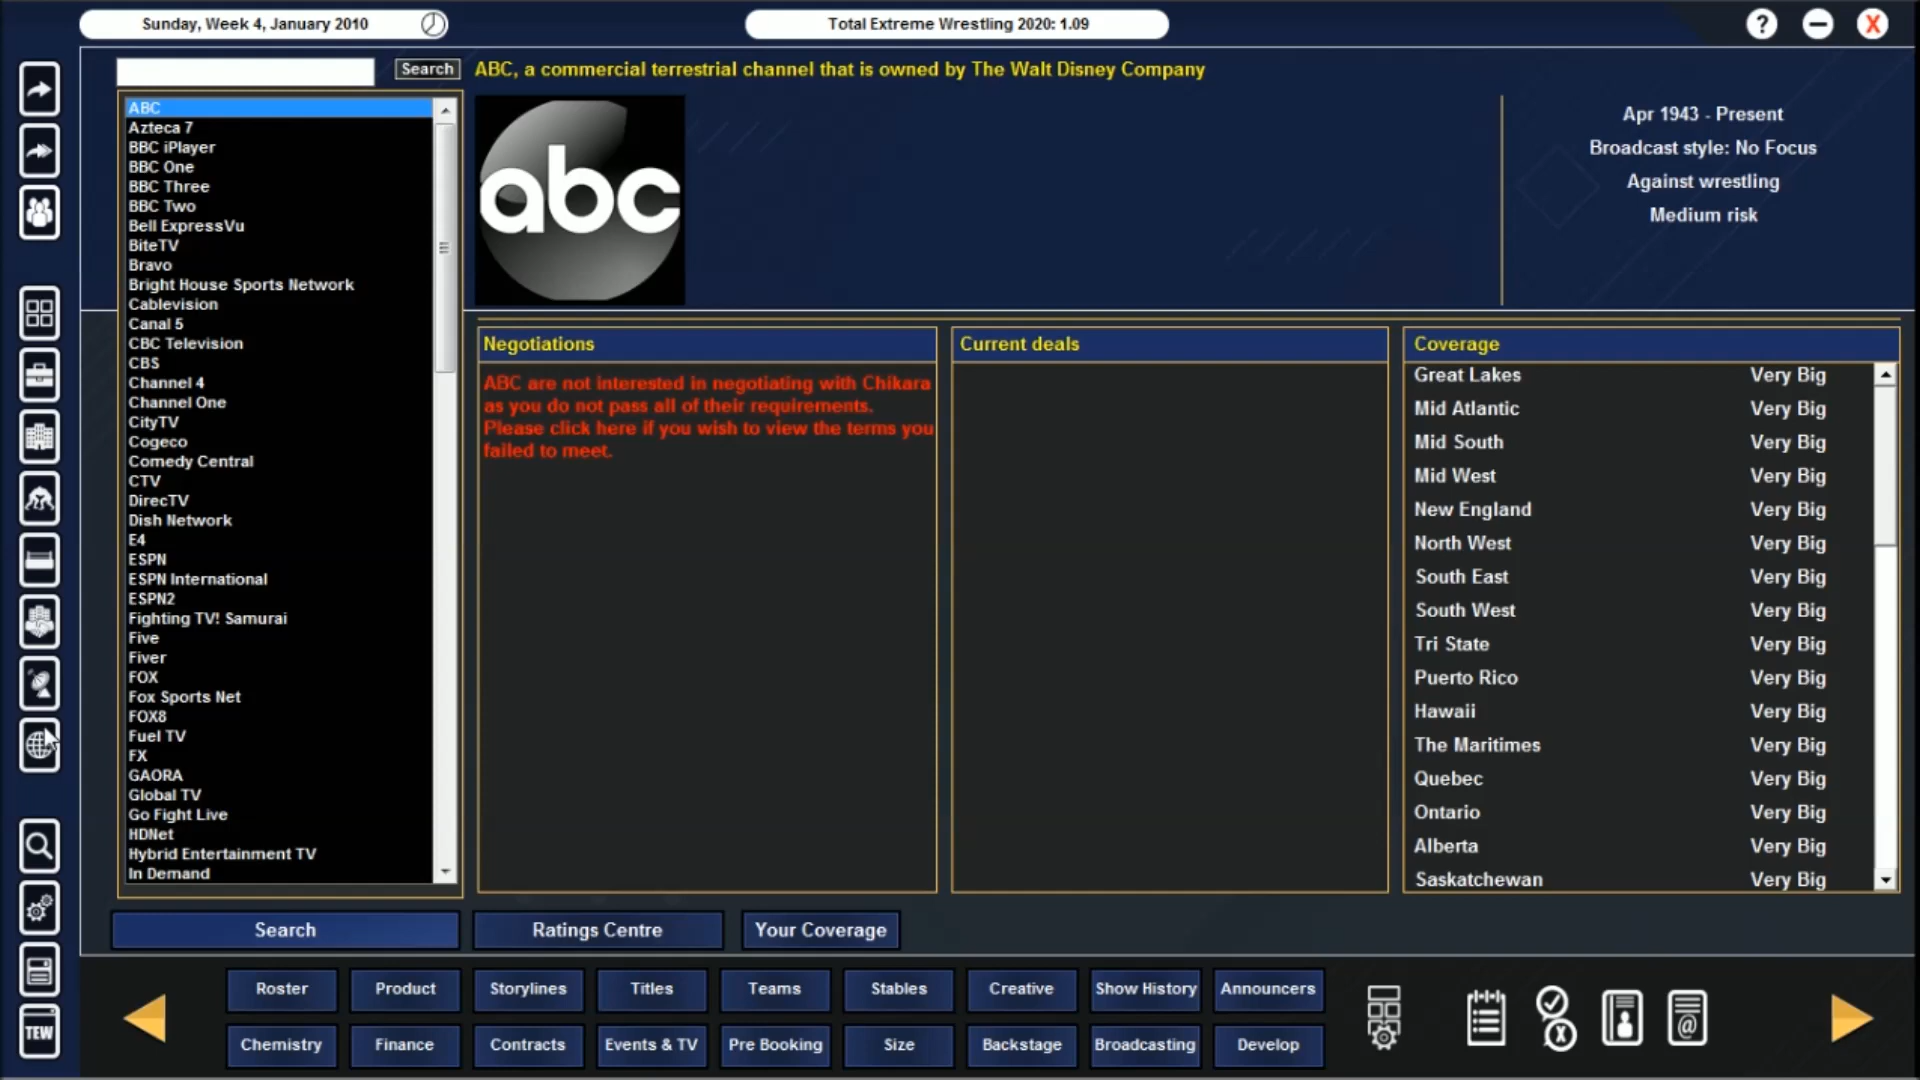 Sunday, Week 4, January 2010
Total Extreme Wrestling 2020: 1.09
?
X
Search
ABC, a commercial terrestrial channel that is owned by The Walt Disney Company
ABC
Azteca 7
BBC iPlayer
BBC One
BBC Three
BBC Two
Bell ExpressVu
BiteTV
Bravo
Bright House Sports Network
Cablevision
Canal 5
CBC Television
CBS
Channel 4
Channel One
CityTV
Cogeco
Comedy Central
CTV
DirecTV
Dish Network
E4
ESPN
ESPN International
ESPN2
Fighting TV! Samurai
Five
Fiver
FOX
Fox Sports Net
FOX8
Fuel TV
FX
GAORA
Global TV
Go Fight Live
HDNet
Hybrid Entertainment TV
In Demand
abc
Apr 1943 - Present
Broadcast style: No Focus
Against wrestling
Medium risk
Negotiations
ABC are not interested in negotiating with Chikara
as you do not pass all of their requirements.
Please click here if you wish to view the terms you
failed to meet.
Current deals
Coverage
Great Lakes Very Big
Mid Atlantic Very Big
Mid South Very Big
Mid West Very Big
New England Very Big
North West Very Big
South East Very Big
South West Very Big
Tri State Very Big
Puerto Rico Very Big
Hawaii Very Big
The Maritimes Very Big
Quebec Very Big
Ontario Very Big
Alberta Very Big
Saskatchewan Very Big
Search
Ratings Centre
Your Coverage
Roster Product Storylines Titles Teams Stables Creative Show History Announcers
Chemistry Finance Contracts Events & TV Pre Booking Size Backstage Broadcasting Develop
TEW